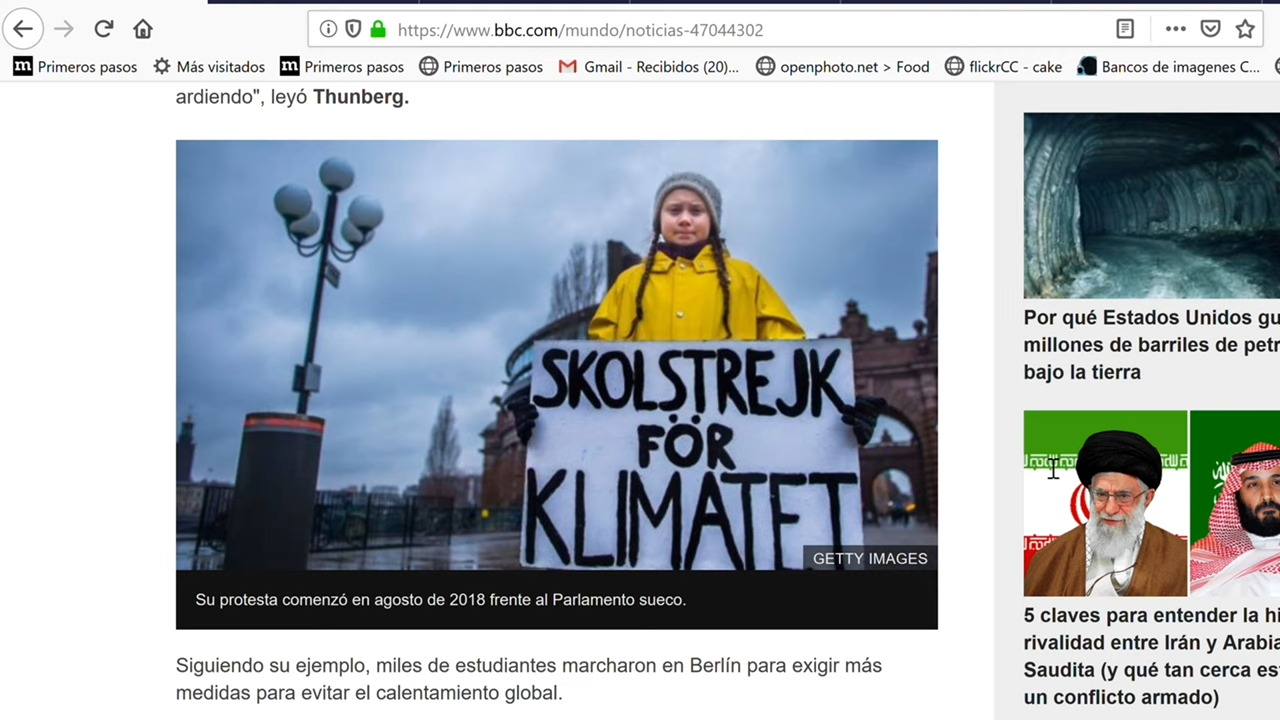 https://www.bbc.com/mundo/noticias-47044302
Primeros pasos
Más visitados
Primeros pasos
Primeros pasos
Gmail - Recibidos (20)...
openphoto.net > Food
flickrCC - cake
Bancos de imagenes C...
ardiendo", leyó Thunberg.
SKOLSTREJK
FÖR
KLIMATET
GETTY IMAGES
Su protesta comenzó en agosto de 2018 frente al Parlamento sueco.
Siguiendo su ejemplo, miles de estudiantes marcharon en Berlín para exigir más
medidas para evitar el calentamiento global.
Por qué Estados Unidos gu
millones de barriles de petr
bajo la tierra
5 claves para entender la hi
rivalidad entre Irán y Arabia
Saudita (y qué tan cerca es
un conflicto armado)